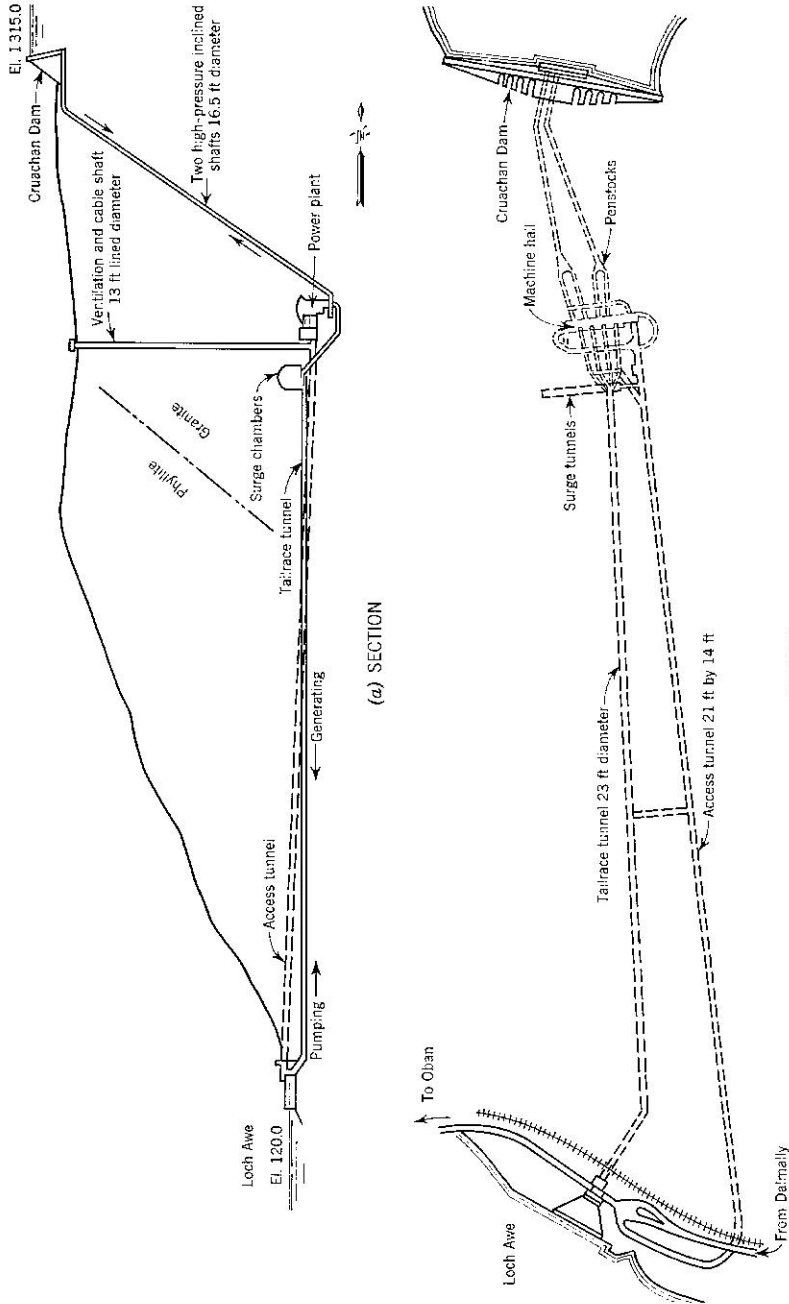 El. 1 315.0
Cruachan Dam
Ventilation and cable shaft
13 ft lined diameter
Two high-pressure inclined
shafts 16.5 ft diameter
Power plant
Granite
Phyllite
Surge chambers
Tailrace tunnel
Generating
Access tunnel
Pumping
Loch Awe
El. 120.0
(a) SECTION
Cruachan Dam
Penstocks
Machine hall
Surge tunnels
Tailrace tunnel 23 ft diameter
Access tunnel 21 ft by 14 ft
To Oban
Loch Awe
From Dalmally